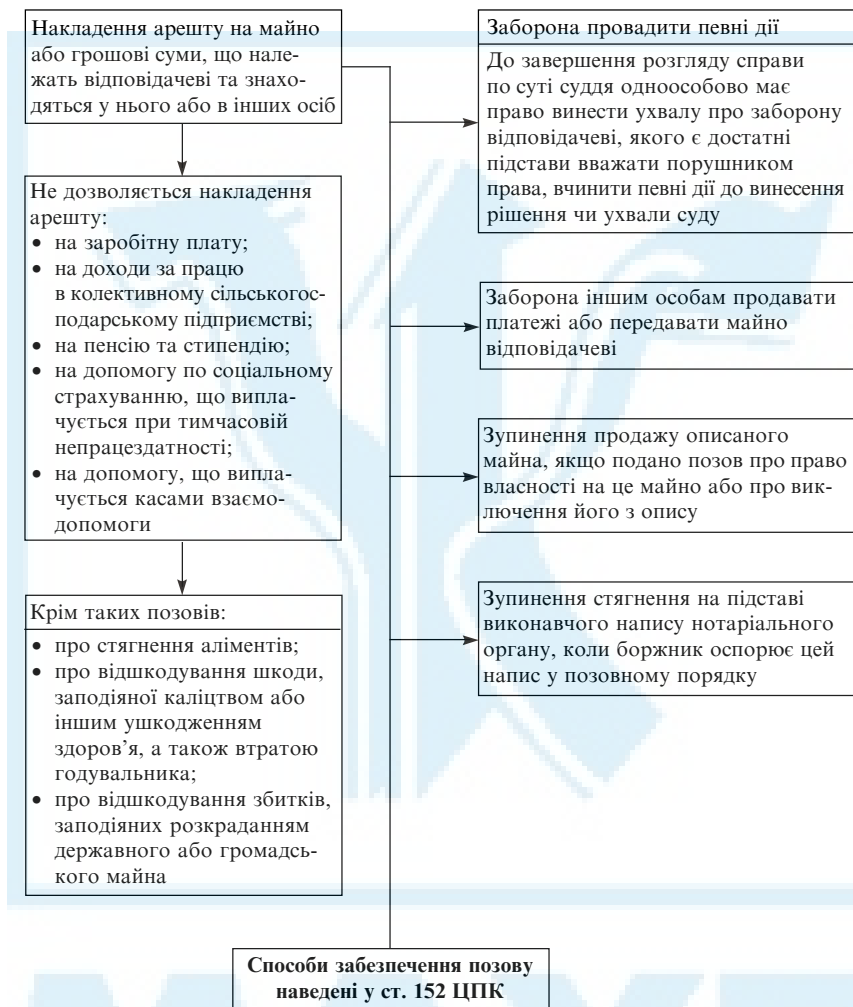 Накладення арешту на майно
або грошові суми, що нале-
жать відповідачеві та знахо-
дяться у нього або в інших осіб
Не дозволяється накладення
арешту:
• на заробітну плату;
• на доходи за працю
в колективному сільськогос-
подарському підприємстві;
• на пенсію та стипендію;
• на допомогу по соціальному
страхуванню, що випла-
чується при тимчасовій
непрацездатності;
• на допомогу, що випла-
чується касами взаємо-
допомоги
Крім таких позовів:
• про стягнення аліментів;
• про відшкодування шкоди,
заподіяної каліцтвом або
іншим ушкодженням
здоров’я, а також втратою
годувальника;
• про відшкодування збитків,
заподіяних розкраданням
державного або громадсь-
кого майна
Заборона провадити певні дії
До завершення розгляду справи
по суті суддя одноособово має
право винести ухвалу про заборону
відповідачеві, якого є достатні
підстави вважати порушником
права, вчинити певні дії до винесення
рішення чи ухвали суду
Заборона іншим особам продавати
платежі або передавати майно
відповідачеві
Зупинення продажу описаного
майна, якщо подано позов про право
власності на це майно або про вик-
лючення його з опису
Зупинення стягнення на підставі
виконавчого напису нотаріального
органу, коли боржник оспорює цей
напис у позовному порядку
Способи забезпечення позову
наведені у ст. 152 ЦПК